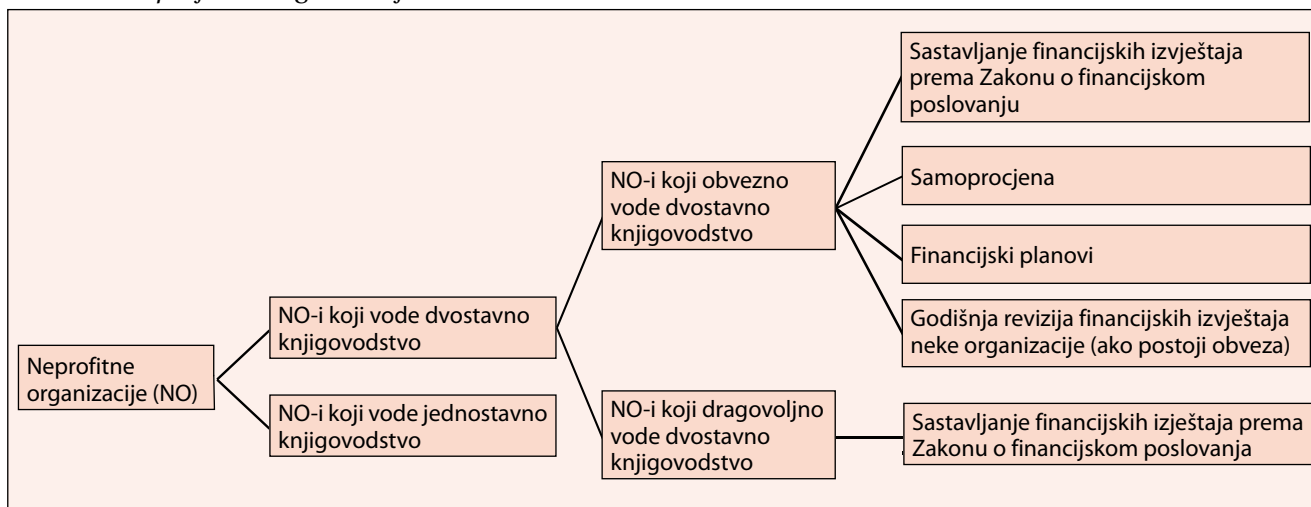 Neprofitne
organizacije (NO)
NO-i koji vode dvostavno
knjigovodstvo
NO-i koji vode jednostavno
knjigovodstvo
NO-i koji obvezno
vode dvostavno
knjigovodstvo
NO-i koji dragovoljno
vode dvostavno
knjigovodstvo
Sastavljanje financijskih izvještaja
prema Zakonu o financijskom
poslovanju
Samoprocjena
Financijski planovi
Godišnja revizija financijskih izvještaja
neke organizacije (ako postoji obveza)
Sastavljanje financijskih izještaja prema
Zakonu o financijskom poslovanja